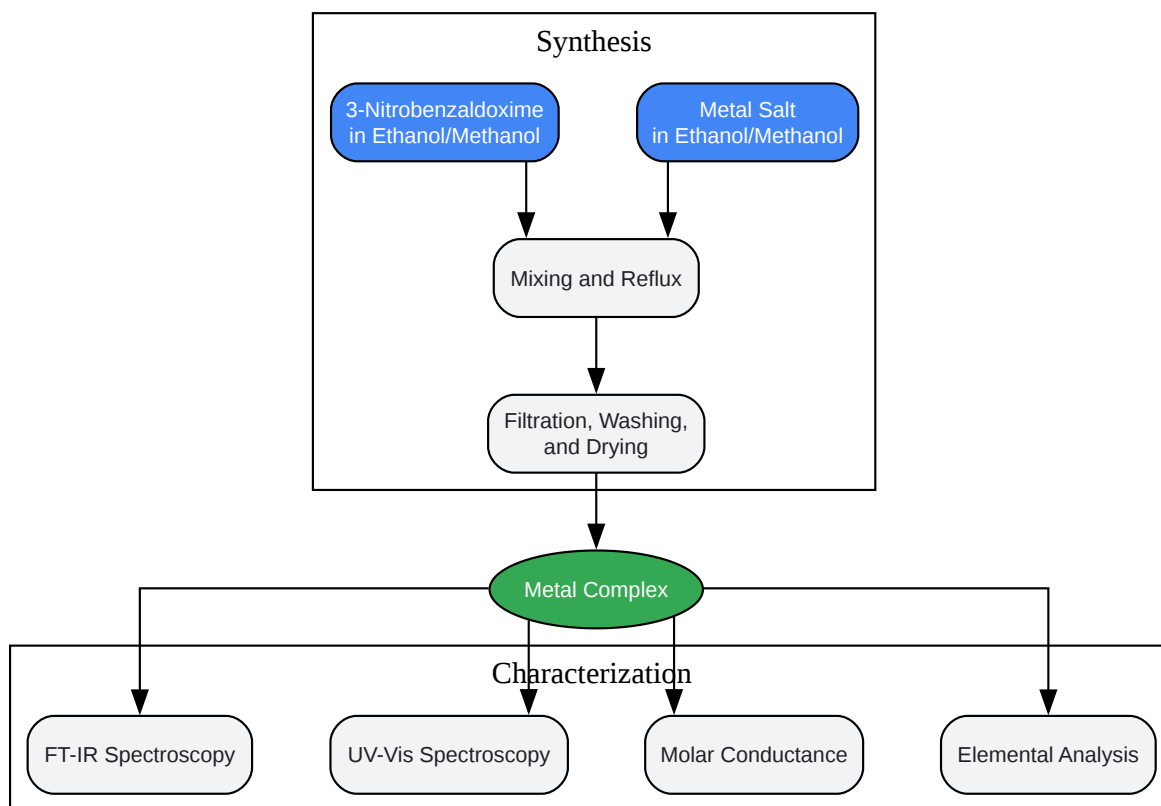 Synthesis
3-Nitrobenzaldoxime
in Ethanol/Methanol
Metal Salt
in Ethanol/Methanol
Mixing and Reflux
Filtration, Washing,
and Drying
Metal Complex
Characterization
FT-IR Spectroscopy
UV-Vis Spectroscopy
Molar Conductance
Elemental Analysis